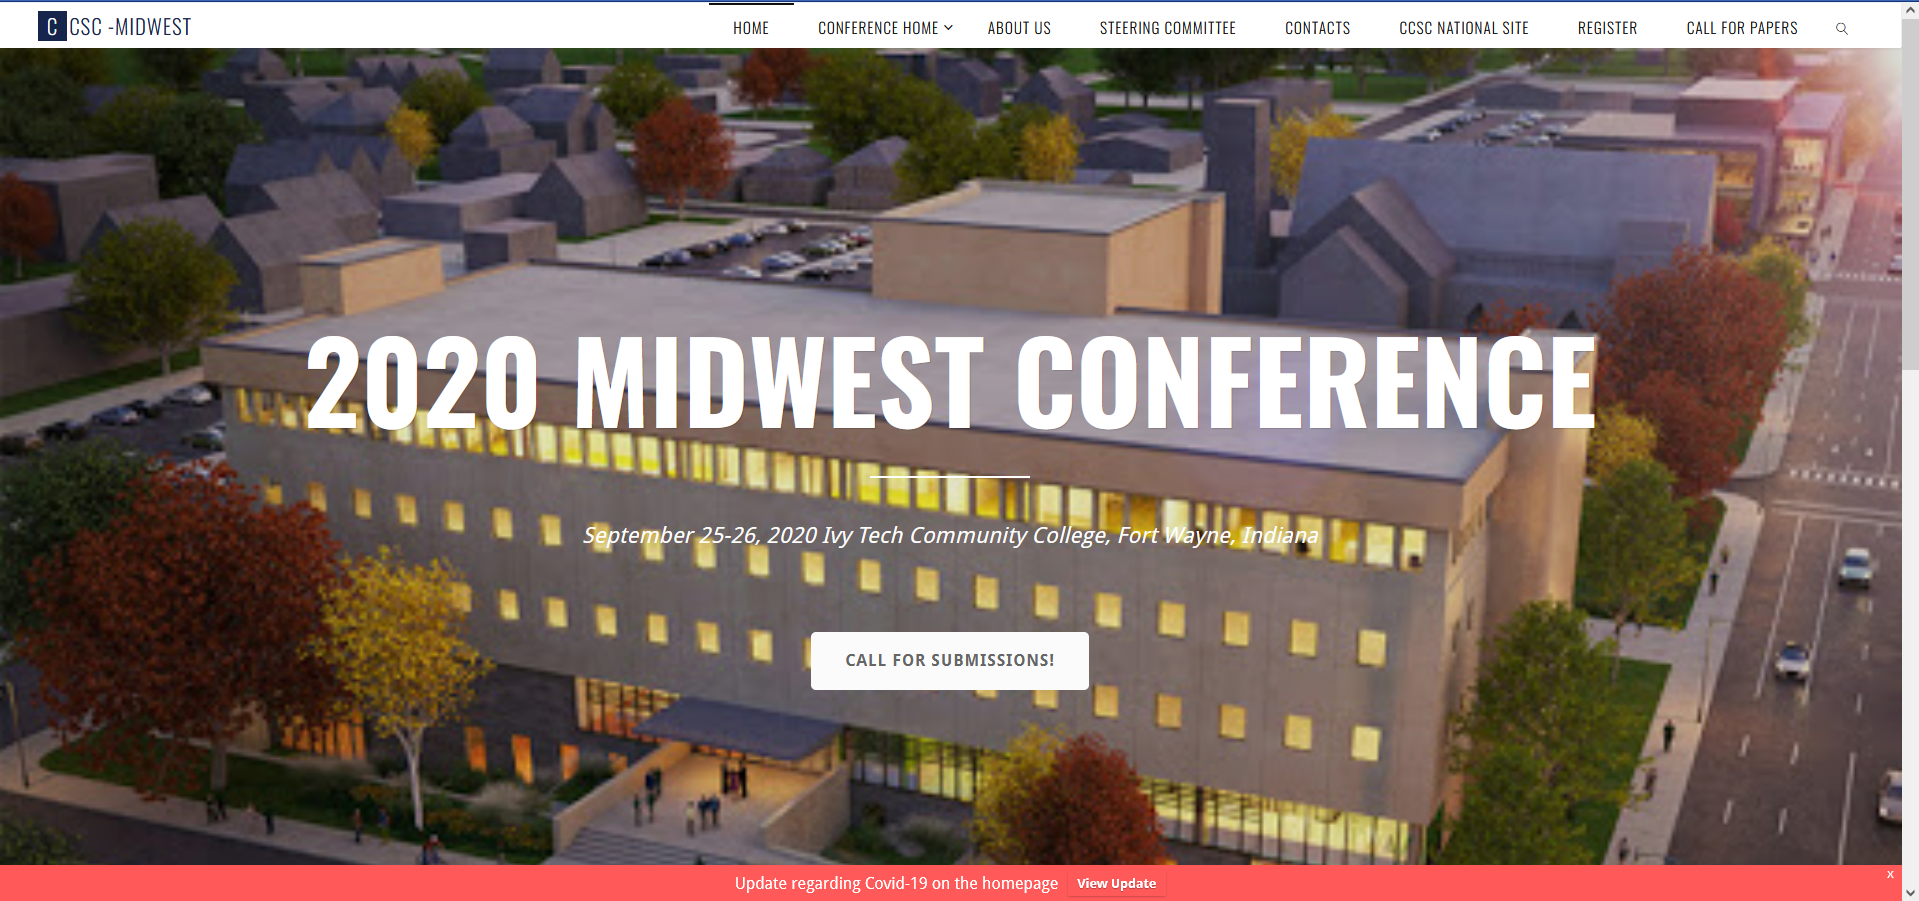 CCSC -MIDWEST
HOME CONFERENCE HOME ABOUT US STEERING COMMITTEE CONTACTS CCSC NATIONAL SITE REGISTER CALL FOR PAPERS
2020 MIDWEST CONFERENCE
September 25-26, 2020 Ivy Tech Community College, Fort Wayne, Indiana
CALL FOR SUBMISSIONS!
Update regarding Covid-19 on the homepage View Update x